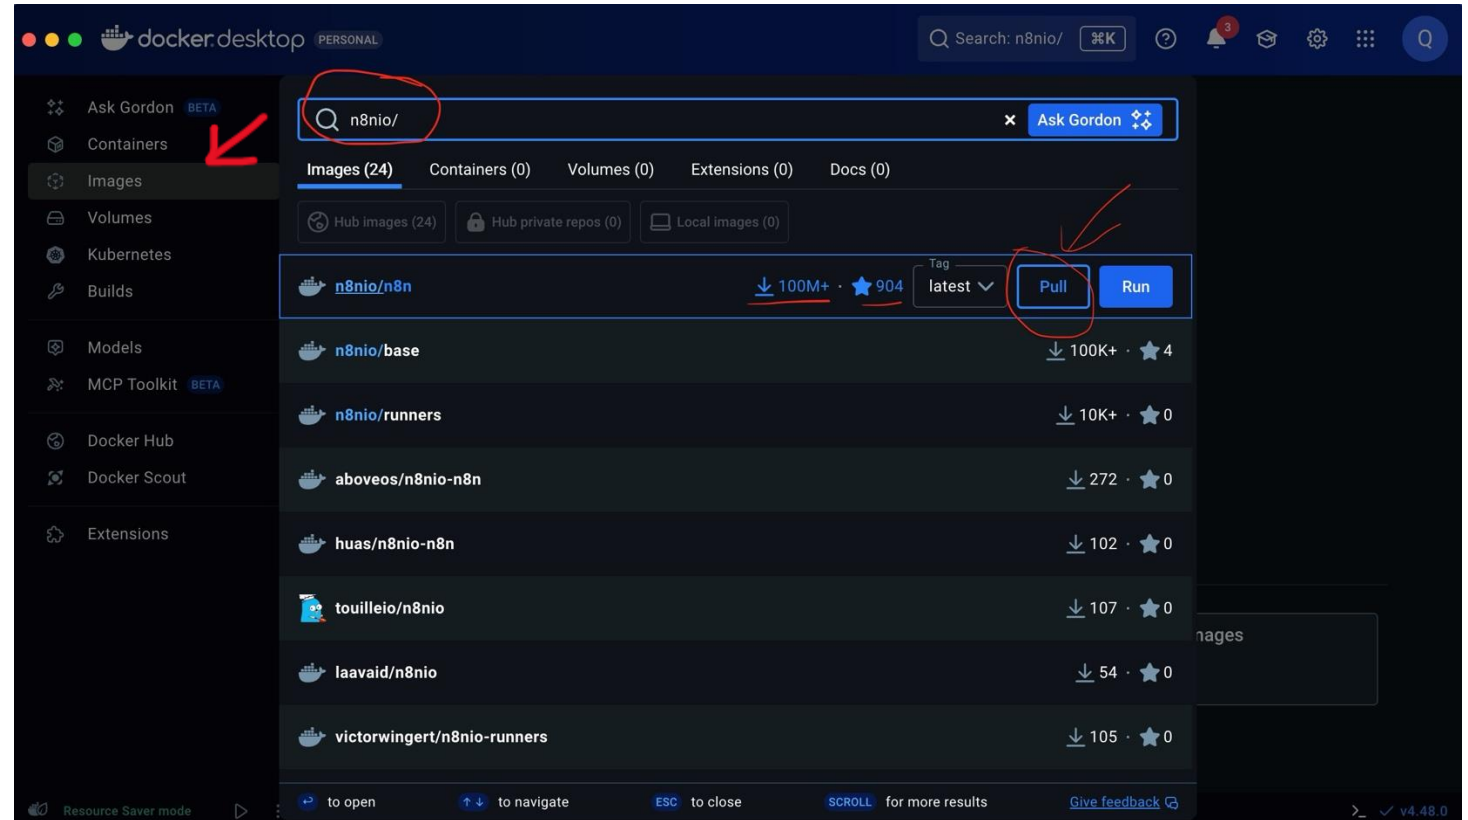 docker.desktop PERSONAL
Search: n8nio/ ⌘K
3
Q
Ask Gordon BETA
Containers
Images
Volumes
Kubernetes
Builds
Models
MCP Toolkit BETA
Docker Hub
Docker Scout
Extensions
n8nio/
Ask Gordon
Images (24) Containers (0) Volumes (0) Extensions (0) Docs (0)
Hub images (24) Hub private repos (0) Local images (0)
n8nio/n8n 100M+ · 904 Tag latest Pull Run
n8nio/base 100K+ · 4
n8nio/runners 10K+ · 0
aboveos/n8nio-n8n 272 · 0
huas/n8nio-n8n 102 · 0
touilleio/n8nio 107 · 0
laavaid/n8nio 54 · 0
victorwingert/n8nio-runners 105 · 0
nages
to open to navigate ESC to close SCROLL for more results Give feedback
Resource Saver mode
v4.48.0